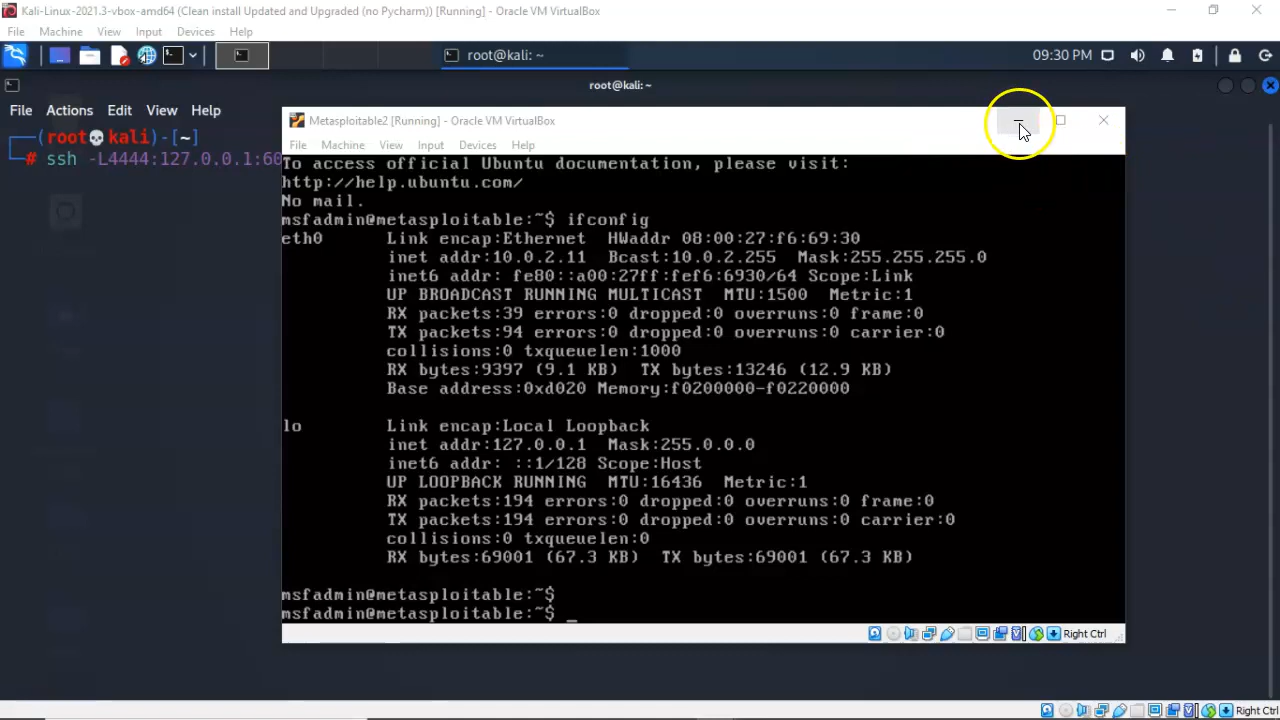 Kali-Linux-2021.3-vbox-amd64 (Clean install Updated and Upgraded (no Pycharm)) [Running] - Oracle VM VirtualBox
File Machine View Input Devices Help
root@kali: ~ 09:30 PM
root@kali: ~
File Actions Edit View Help
Metasploitable2 [Running] - Oracle VM VirtualBox
File Machine View Input Devices Help
(root💀kali)-[~]
# ssh -L4444:127.0.0.1:60
To access official Ubuntu documentation, please visit:
http://help.ubuntu.com/
No mail.
msfadmin@metasploitable:~$ ifconfig
eth0 Link encap:Ethernet HWaddr 08:00:27:f6:69:30
inet addr:10.0.2.11 Bcast:10.0.2.255 Mask:255.255.255.0
inet6 addr: fe80::a00:27ff:fef6:6930/64 Scope:Link
UP BROADCAST RUNNING MULTICAST MTU:1500 Metric:1
RX packets:39 errors:0 dropped:0 overruns:0 frame:0
TX packets:94 errors:0 dropped:0 overruns:0 carrier:0
collisions:0 txqueuelen:1000
RX bytes:9397 (9.1 KB) TX bytes:13246 (12.9 KB)
Base address:0xd020 Memory:f0200000-f0220000
lo Link encap:Local Loopback
inet addr:127.0.0.1 Mask:255.0.0.0
inet6 addr: ::1/128 Scope:Host
UP LOOPBACK RUNNING MTU:16436 Metric:1
RX packets:194 errors:0 dropped:0 overruns:0 frame:0
TX packets:194 errors:0 dropped:0 overruns:0 carrier:0
collisions:0 txqueuelen:0
RX bytes:69001 (67.3 KB) TX bytes:69001 (67.3 KB)
msfadmin@metasploitable:~$
msfadmin@metasploitable:~$ _
Right Ctrl
Right Ctrl